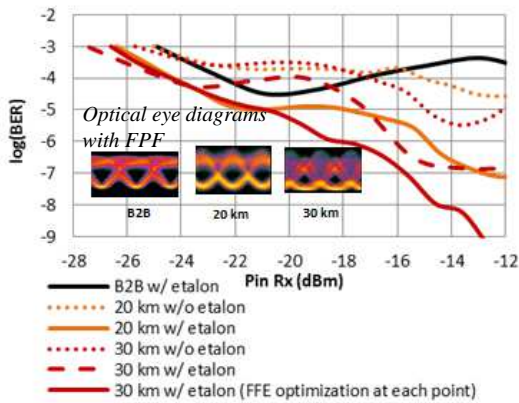 -3
-4
-5
-6
-7
-8
-9
log(BER)
Optical eye diagrams
with FPF
B2B
20 km
30 km
-28 -26 -24 -22 -20 -18 -16 -14 -12
Pin Rx (dBm)
B2B w/ etalon
20 km w/o etalon
20 km w/ etalon
30 km w/o etalon
30 km w/ etalon
30 km w/ etalon (FFE optimization at each point)